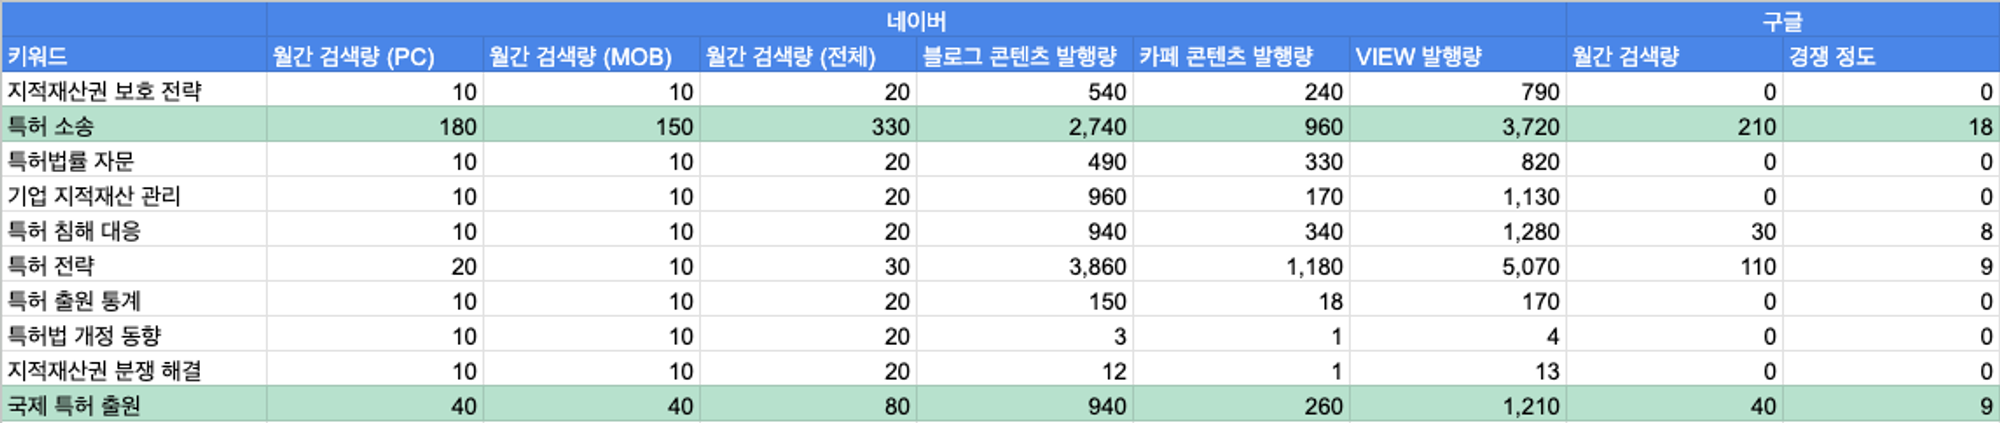 네이버 구글
키워드 월간 검색량 (PC) 월간 검색량 (MOB) 월간 검색량 (전체) 블로그 콘텐츠 발행량 카페 콘텐츠 발행량 VIEW 발행량 월간 검색량 경쟁 정도
지적재산권 보호 전략 10 10 20 540 240 790 0 0
특허 소송 180 150 330 2,740 960 3,720 210 18
특허법률 자문 10 10 20 490 330 820 0 0
기업 지적재산 관리 10 10 20 960 170 1,130 0 0
특허 침해 대응 10 10 20 940 340 1,280 30 8
특허 전략 20 10 30 3,860 1,180 5,070 110 9
특허 출원 통계 10 10 20 150 18 170 0 0
특허법 개정 동향 10 10 20 3 1 4 0 0
지적재산권 분쟁 해결 10 10 20 12 1 13 0 0
국제 특허 출원 40 40 80 940 260 1,210 40 9